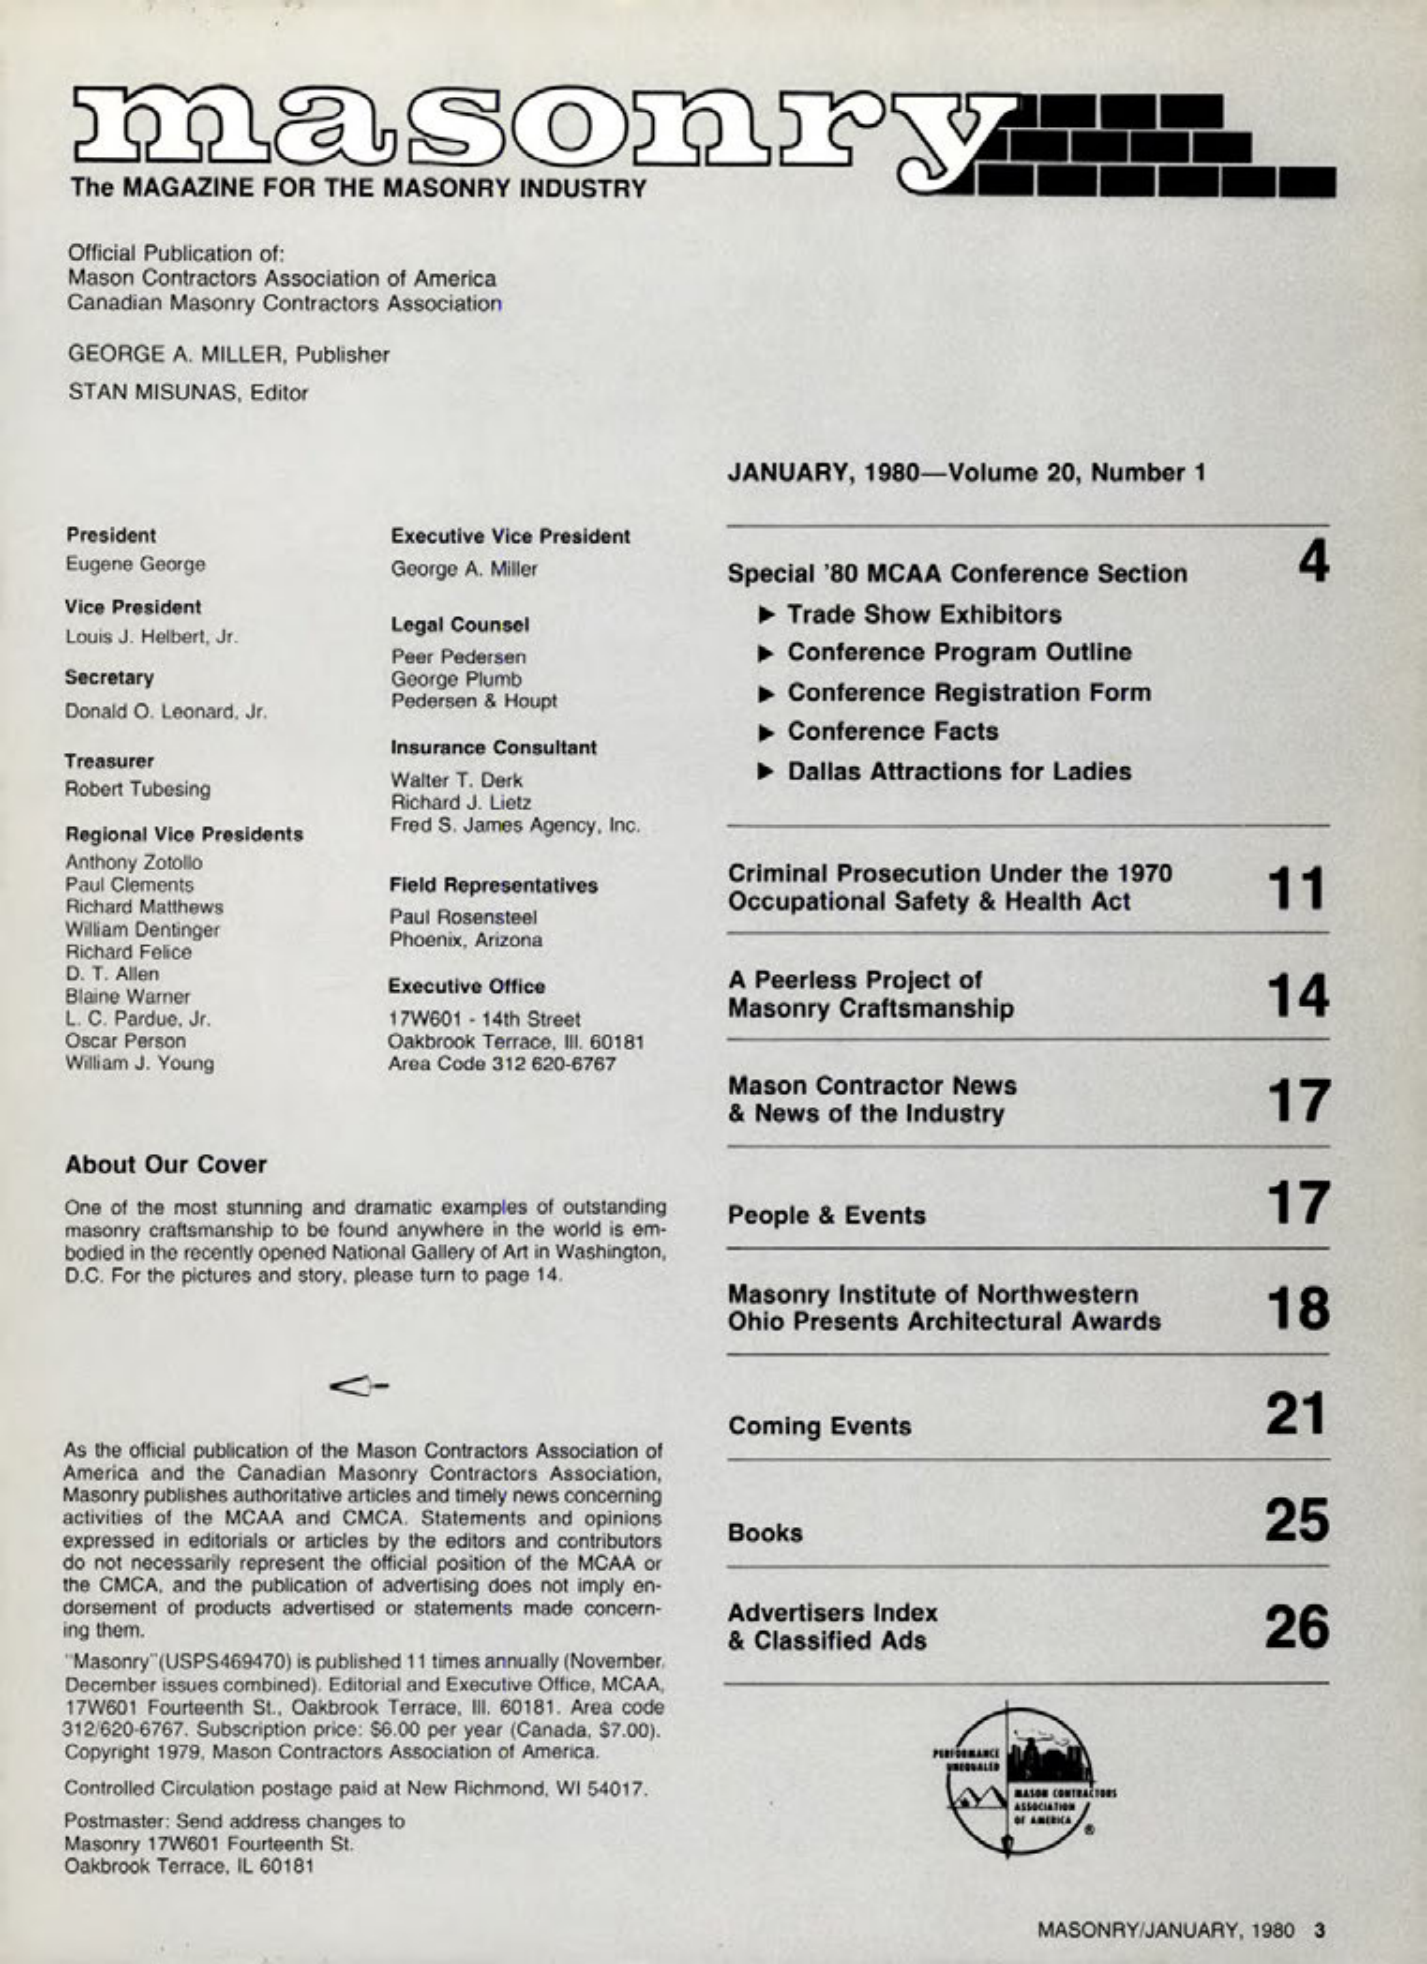 masonry
The MAGAZINE FOR THE MASONRY INDUSTRY
Official Publication of:
Mason Contractors Association of America
Canadian Masonry Contractors Association
GEORGE A. MILLER, Publisher
STAN MISUNAS, Editor
President
Eugene George
Vice President
Louis J. Helbert, Jr.
Secretary
Donald O. Leonard, Jr.
Treasurer
Robert Tubesing
Regional Vice Presidents
Anthony Zotollo
Paul Clements
Richard Matthews
William Dentinger
Richard Felice
D. T. Allen
Blaine Warner
L. C. Pardue, Jr.
Oscar Person
William J. Young
Executive Vice President
George A. Miller
Legal Counsel
Peer Pedersen
George Plumb
Pedersen & Houpt
Insurance Consultant
Walter T. Derk
Richard J. Lietz
Fred S. James Agency, Inc.
Field Representatives
Paul Rosensteel
Phoenix, Arizona
Executive Office
17W601 - 14th Street
Oakbrook Terrace, Ill. 60181
Area Code 312 620-6767
About Our Cover
One of the most stunning and dramatic examples of outstanding
masonry craftsmanship to be found anywhere in the world is em-
bodied in the recently opened National Gallery of Art in Washington,
D.C. For the pictures and story, please turn to page 14.
As the official publication of the Mason Contractors Association of
America and the Canadian Masonry Contractors Association,
Masonry publishes authoritative articles and timely news concerning
activities of the MCAA and CMCA. Statements and opinions
expressed in editorials or articles by the editors and contributors
do not necessarily represent the official position of the MCAA or
the CMCA, and the publication of advertising does not imply en-
dorsement of products advertised or statements made concern-
ing them.
"Masonry"(USPS469470) is published 11 times annually (November,
December issues combined). Editorial and Executive Office, MCAA,
17W601 Fourteenth St., Oakbrook Terrace, Ill. 60181. Area code
312/620-6767. Subscription price: $6.00 per year (Canada, $7.00).
Copyright 1979, Mason Contractors Association of America.
Controlled Circulation postage paid at New Richmond, WI 54017.
Postmaster: Send address changes to
Masonry 17W601 Fourteenth St.
Oakbrook Terrace, IL 60181
JANUARY, 1980—Volume 20, Number 1
Special '80 MCAA Conference Section 4
▶ Trade Show Exhibitors
▶ Conference Program Outline
▶ Conference Registration Form
▶ Conference Facts
▶ Dallas Attractions for Ladies
Criminal Prosecution Under the 1970
Occupational Safety & Health Act 11
A Peerless Project of
Masonry Craftsmanship 14
Mason Contractor News
& News of the Industry 17
People & Events 17
Masonry Institute of Northwestern
Ohio Presents Architectural Awards 18
Coming Events 21
Books 25
Advertisers Index
& Classified Ads 26
PERFORMANCE
UNEQUALED
MASON CONTRACTORS
ASSOCIATION
OF AMERICA
®
MASONRY/JANUARY, 1980 3